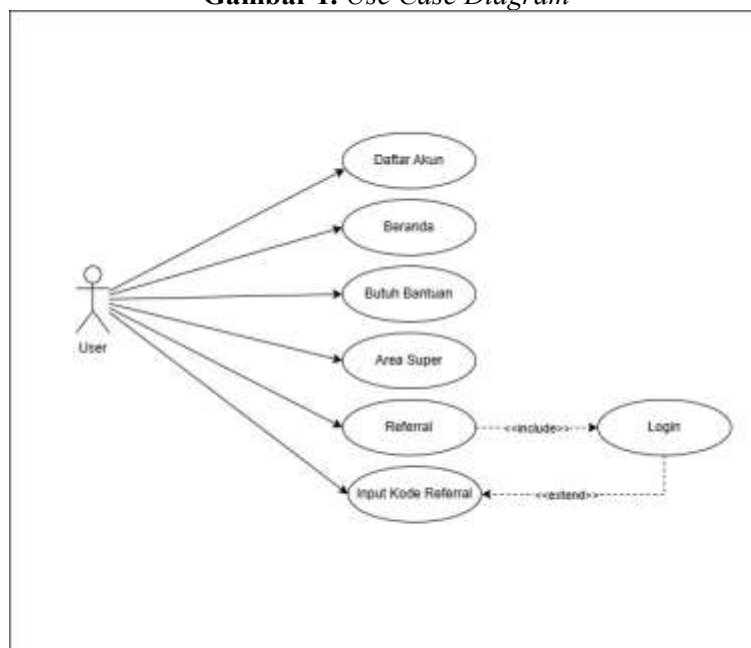 Gambar 1. Use Case Diagram
Daftar Akun
Beranda
Butuh Bantuan
Area Super
User
Referral
<<include>>
Login
Input Kode Referral
<<extend>>